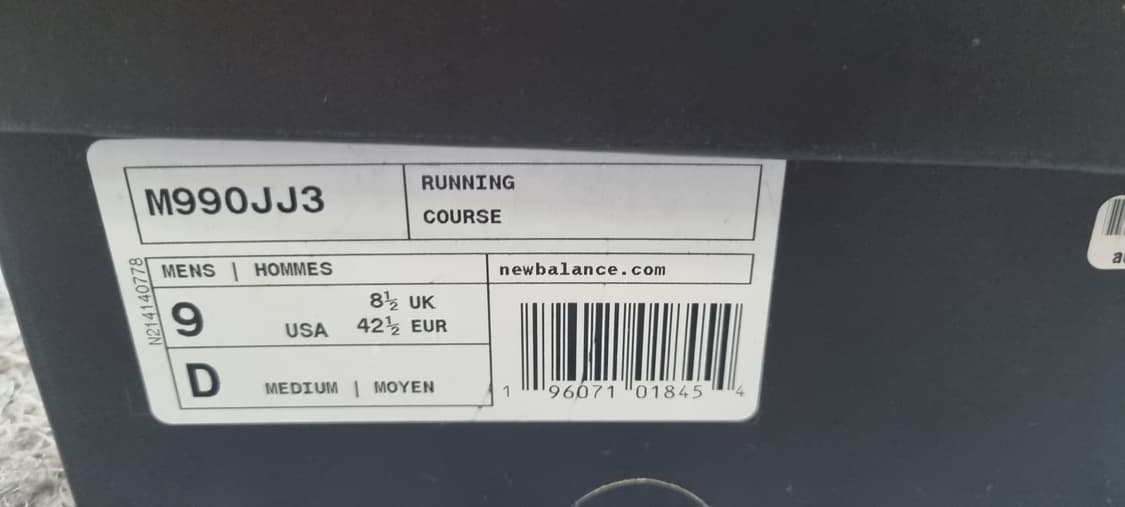 M990JJ3
RUNNING
COURSE
N214140778
MENS | HOMMES
newbalance.com
9
USA
8½ UK
42½ EUR
D
MEDIUM | MOYEN
1 96071 01845 4